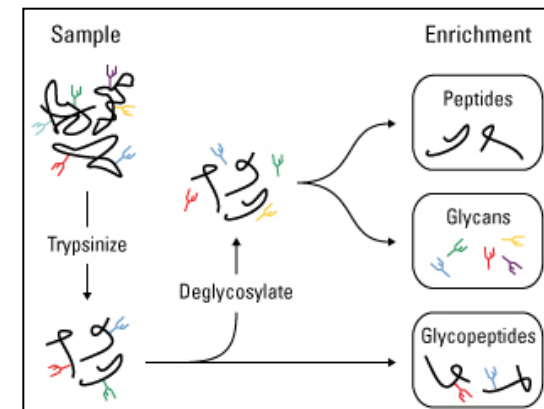 Sample
Enrichment
Peptides
Glycans
Trypsinize
Deglycosylate
Glycopeptides